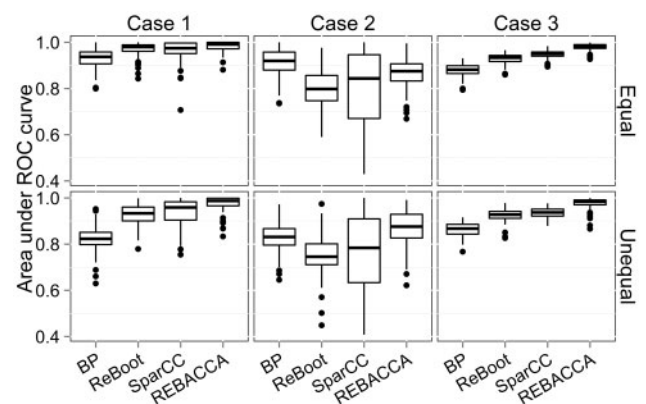 Case 1 Case 2 Case 3
Area under ROC curve
1.0
0.8
0.6
0.4
Equal
1.0
0.8
0.6
0.4
Unequal
BP ReBoot SparCC REBACCA BP ReBoot SparCC REBACCA BP ReBoot SparCC REBACCA